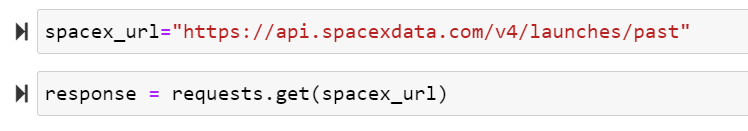 spacex_url="https://api.spacexdata.com/v4/launches/past"
response = requests.get(spacex_url)